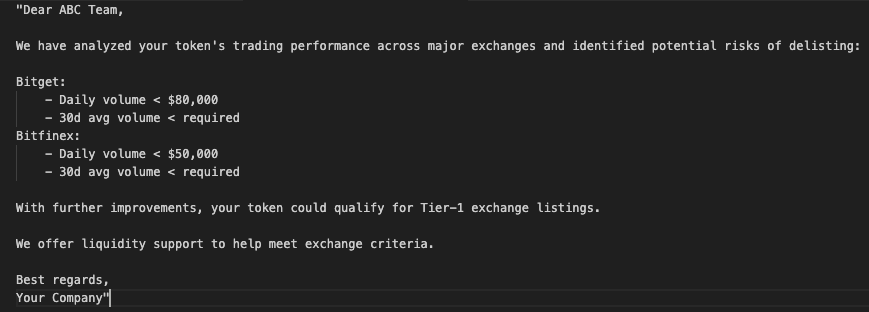 "Dear ABC Team,
We have analyzed your token's trading performance across major exchanges and identified potential risks of delisting:
Bitget:
- Daily volume < $80,000
- 30d avg volume < required
Bitfinex:
- Daily volume < $50,000
- 30d avg volume < required
With further improvements, your token could qualify for Tier-1 exchange listings.
We offer liquidity support to help meet exchange criteria.
Best regards,
Your Company"